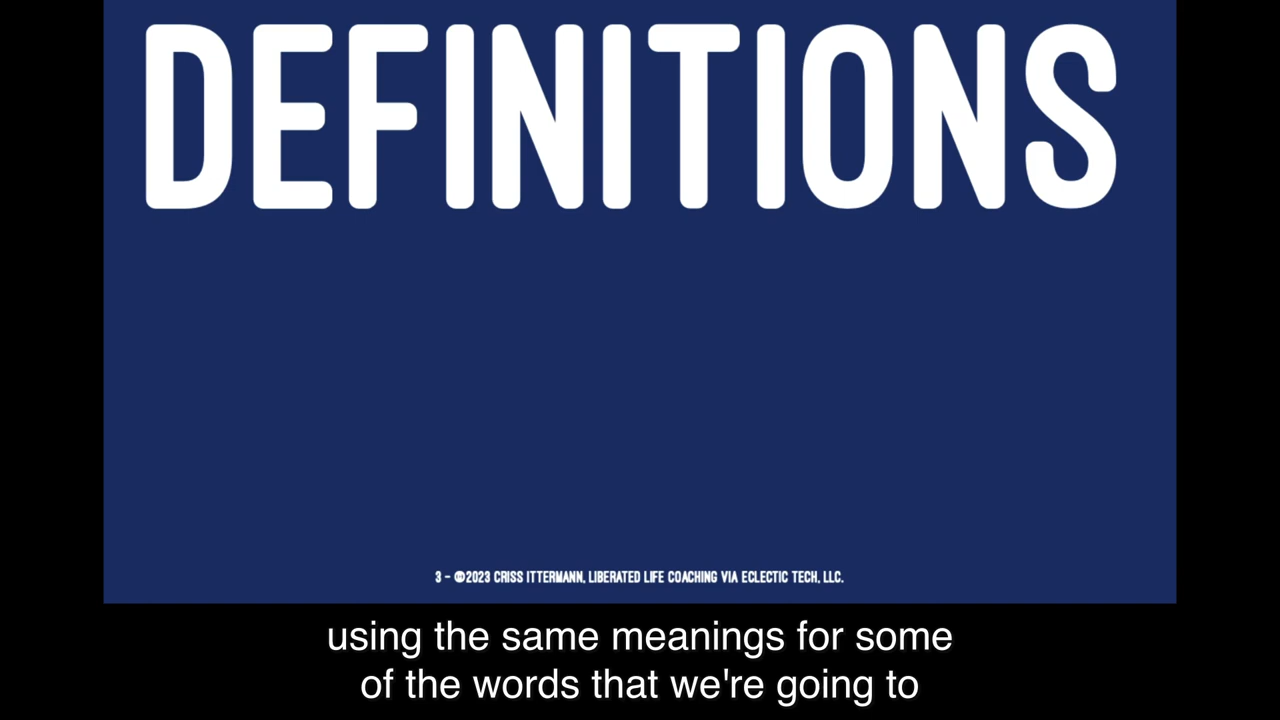 DEFINITIONS
3 - ©2023 CRISS ITTERMANN, LIBERATED LIFE COACHING VIA ECLECTIC TECH, LLC.
using the same meanings for some
of the words that we're going to